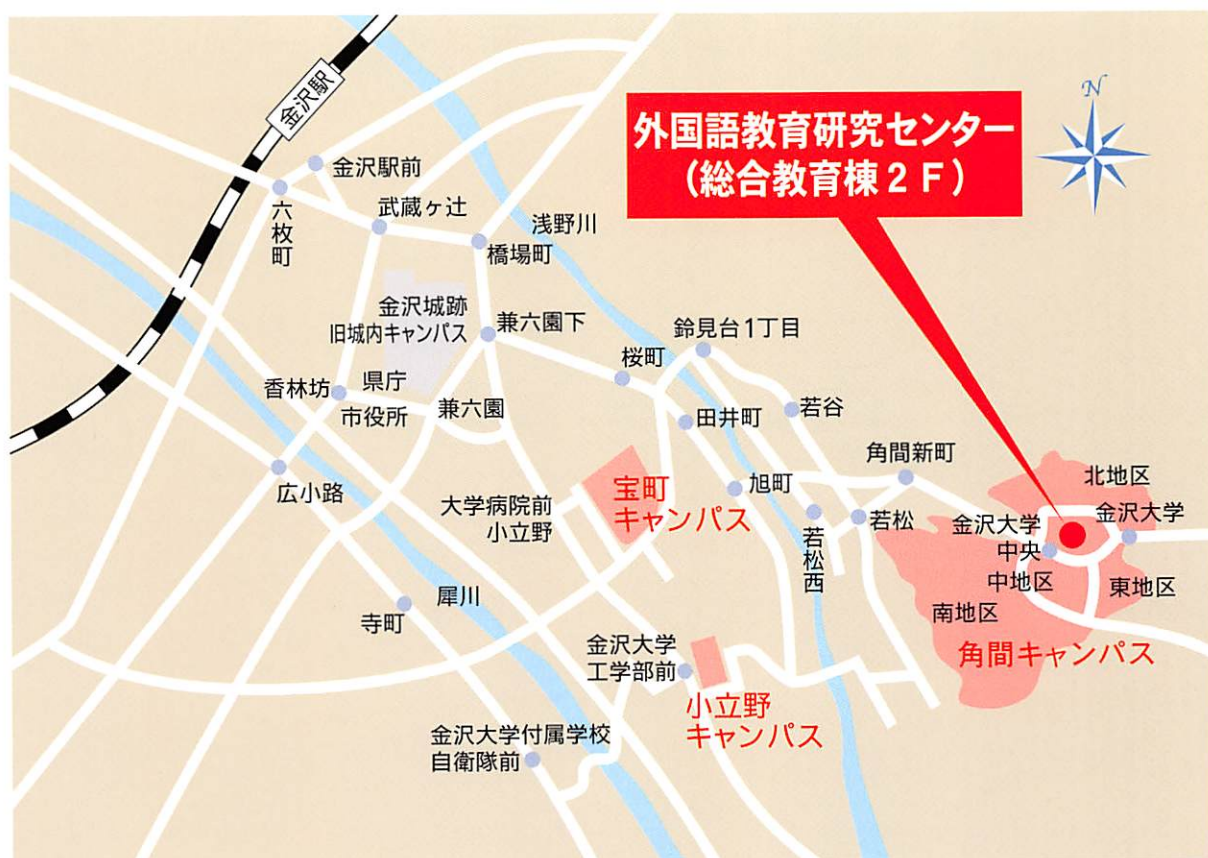 金沢駅
金沢駅前
六枚町
武蔵ヶ辻
橋場町
浅野川
外国語教育研究センター
(総合教育棟２Ｆ)
N
金沢城跡
旧城内キャンパス
兼六園下
鈴見台1丁目
桜町
香林坊
県庁
市役所
兼六園
田井町
若谷
広小路
大学病院前
小立野
宝町
キャンパス
旭町
角間新町
北地区
若松
若松西
金沢大学
中央
金沢大学
中地区
東地区
南地区
角間キャンパス
寺町
犀川
金沢大学
工学部前
小立野
キャンパス
金沢大学付属学校
自衛隊前